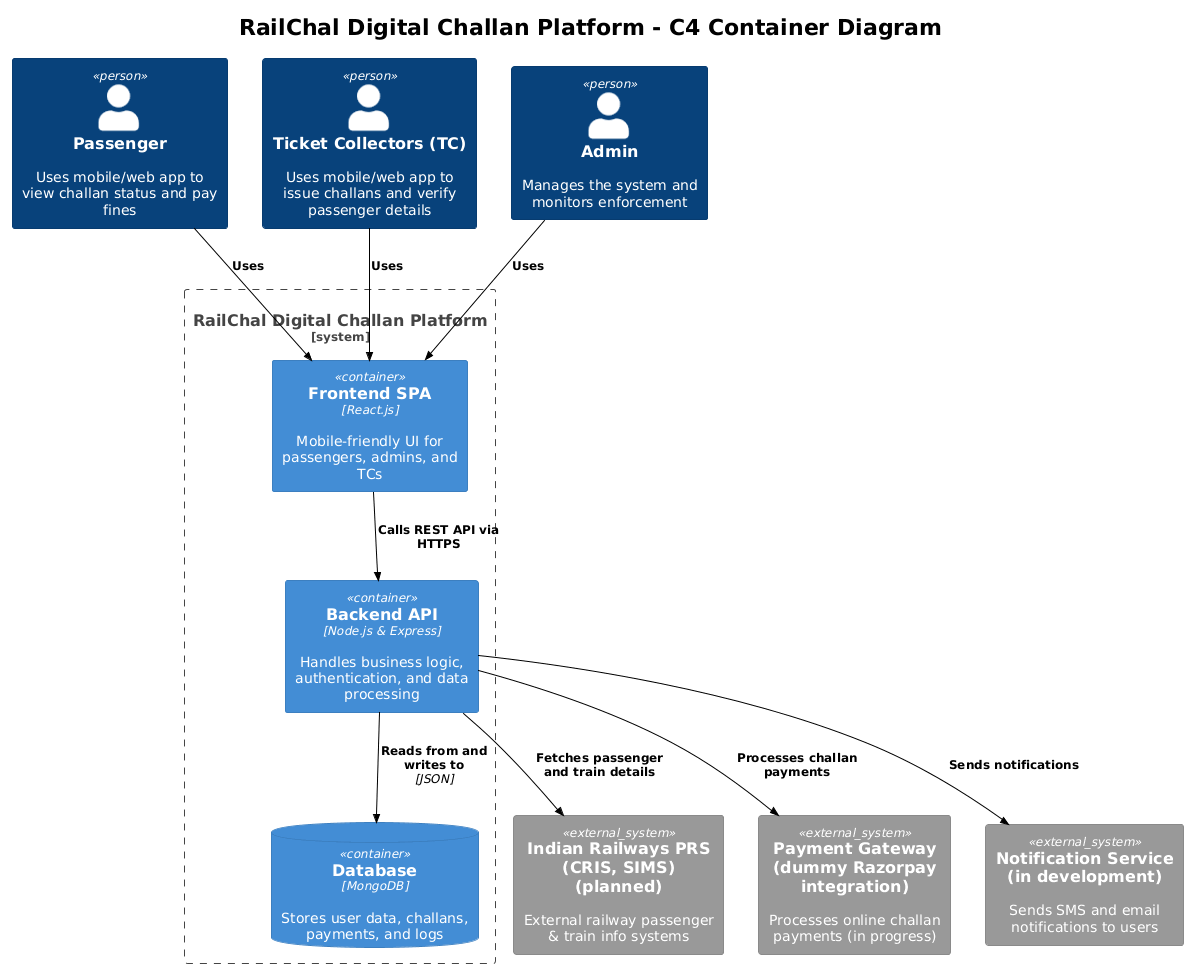 RailChal Digital Challan Platform - C4 Container Diagram
«person»
Passenger
Uses mobile/web app to
view challan status and pay
fines
«person»
Ticket Collectors (TC)
Uses mobile/web app to
issue challans and verify
passenger details
«person»
Admin
Manages the system and
monitors enforcement
Uses
Uses
Uses
RailChal Digital Challan Platform
[system]
«container»
Frontend SPA
[React.js]
Mobile-friendly UI for
passengers, admins, and
TCs
Calls REST API via
HTTPS
«container»
Backend API
[Node.js & Express]
Handles business logic,
authentication, and data
processing
Reads from and
writes to
[JSON]
Fetches passenger
and train details
Processes challan
payments
Sends notifications
«container»
Database
[MongoDB]
Stores user data, challans,
payments, and logs
«external_system»
Indian Railways PRS
(CRIS, SIMS)
(planned)
External railway passenger
& train info systems
«external_system»
Payment Gateway
(dummy Razorpay
integration)
Processes online challan
payments (in progress)
«external_system»
Notification Service
(in development)
Sends SMS and email
notifications to users